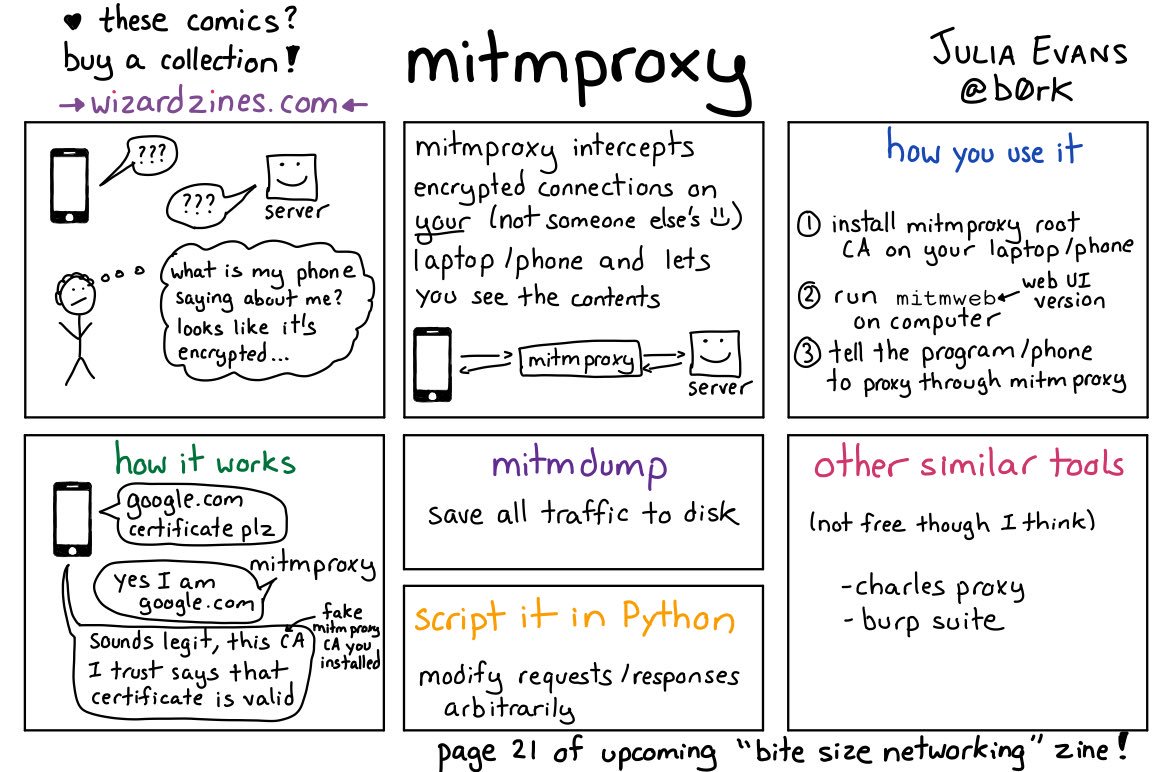 ♥ these comics?
buy a collection!
→wizardzines.com←
mitmproxy
JULIA EVANS
@b0rk
???
???
server
what is my phone
saying about me?
looks like it's
encrypted...
mitmproxy intercepts
encrypted connections on
your (not someone else's :))
laptop/phone and lets
you see the contents
mitmproxy
server
how you use it
① install mitmproxy root
CA on your laptop/phone
② run mitmweb ← web UI
version
on computer
③ tell the program/phone
to proxy through mitmproxy
how it works
google.com
certificate plz
mitmproxy
yes I am
google.com
fake
mitmproxy
CA you
installed
Sounds legit, this CA
I trust says that
certificate is valid
mitmdump
save all traffic to disk
script it in Python
modify requests/responses
arbitrarily
other similar tools
(not free though I think)
-charles proxy
- burp suite
page 21 of upcoming "bite size networking" zine!